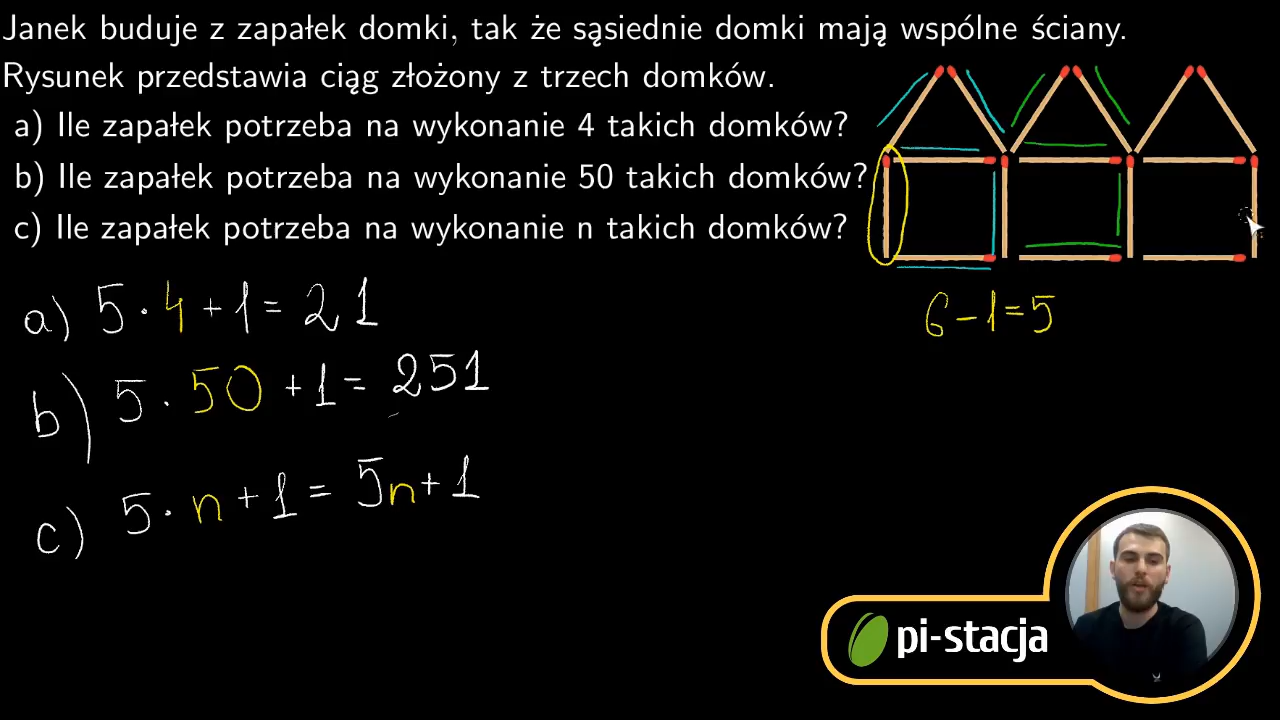 Janek buduje z zapałek domki, tak że sąsiednie domki mają wspólne ściany.
Rysunek przedstawia ciąg złożony z trzech domków.
a) Ile zapałek potrzeba na wykonanie 4 takich domków?
b) Ile zapałek potrzeba na wykonanie 50 takich domków?
c) Ile zapałek potrzeba na wykonanie n takich domków?
a) 5 · 4 + 1 = 21
6 - 1 = 5
b) 5 · 50 + 1 = 251
c) 5 · n + 1 = 5n + 1
pi-stacja